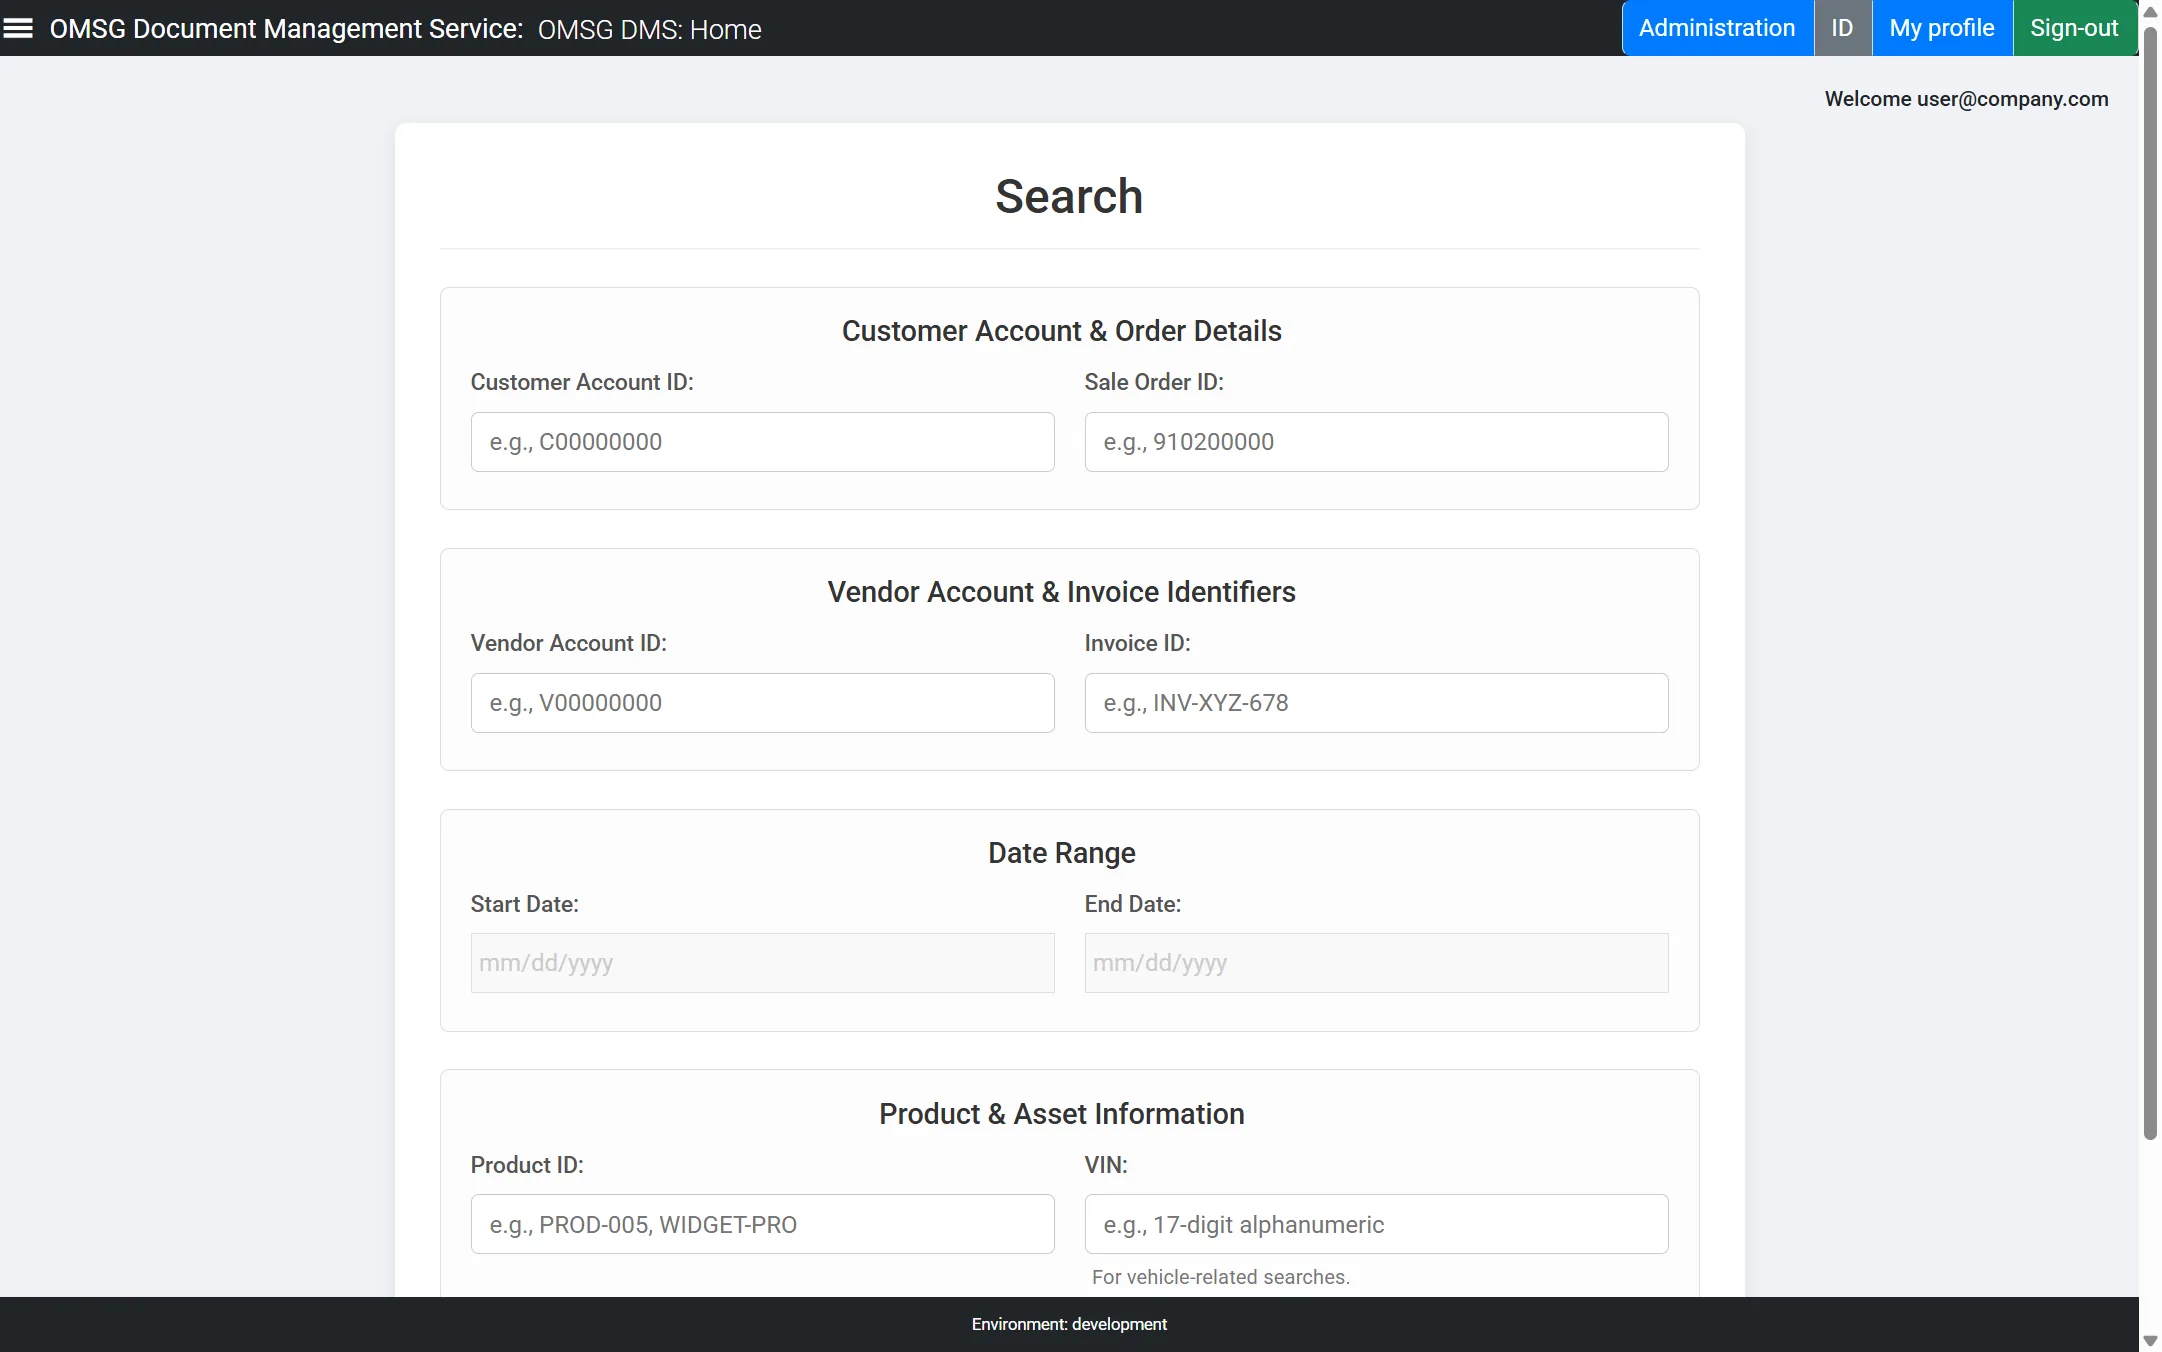 OMSG Document Management Service: OMSG DMS: Home
Administration ID My profile Sign-out
Welcome user@company.com
Search
Customer Account & Order Details
Customer Account ID: Sale Order ID:
e.g., C00000000 e.g., 910200000
Vendor Account & Invoice Identifiers
Vendor Account ID: Invoice ID:
e.g., V00000000 e.g., INV-XYZ-678
Date Range
Start Date: End Date:
mm/dd/yyyy mm/dd/yyyy
Product & Asset Information
Product ID: VIN:
e.g., PROD-005, WIDGET-PRO e.g., 17-digit alphanumeric
For vehicle-related searches.
Environment: development